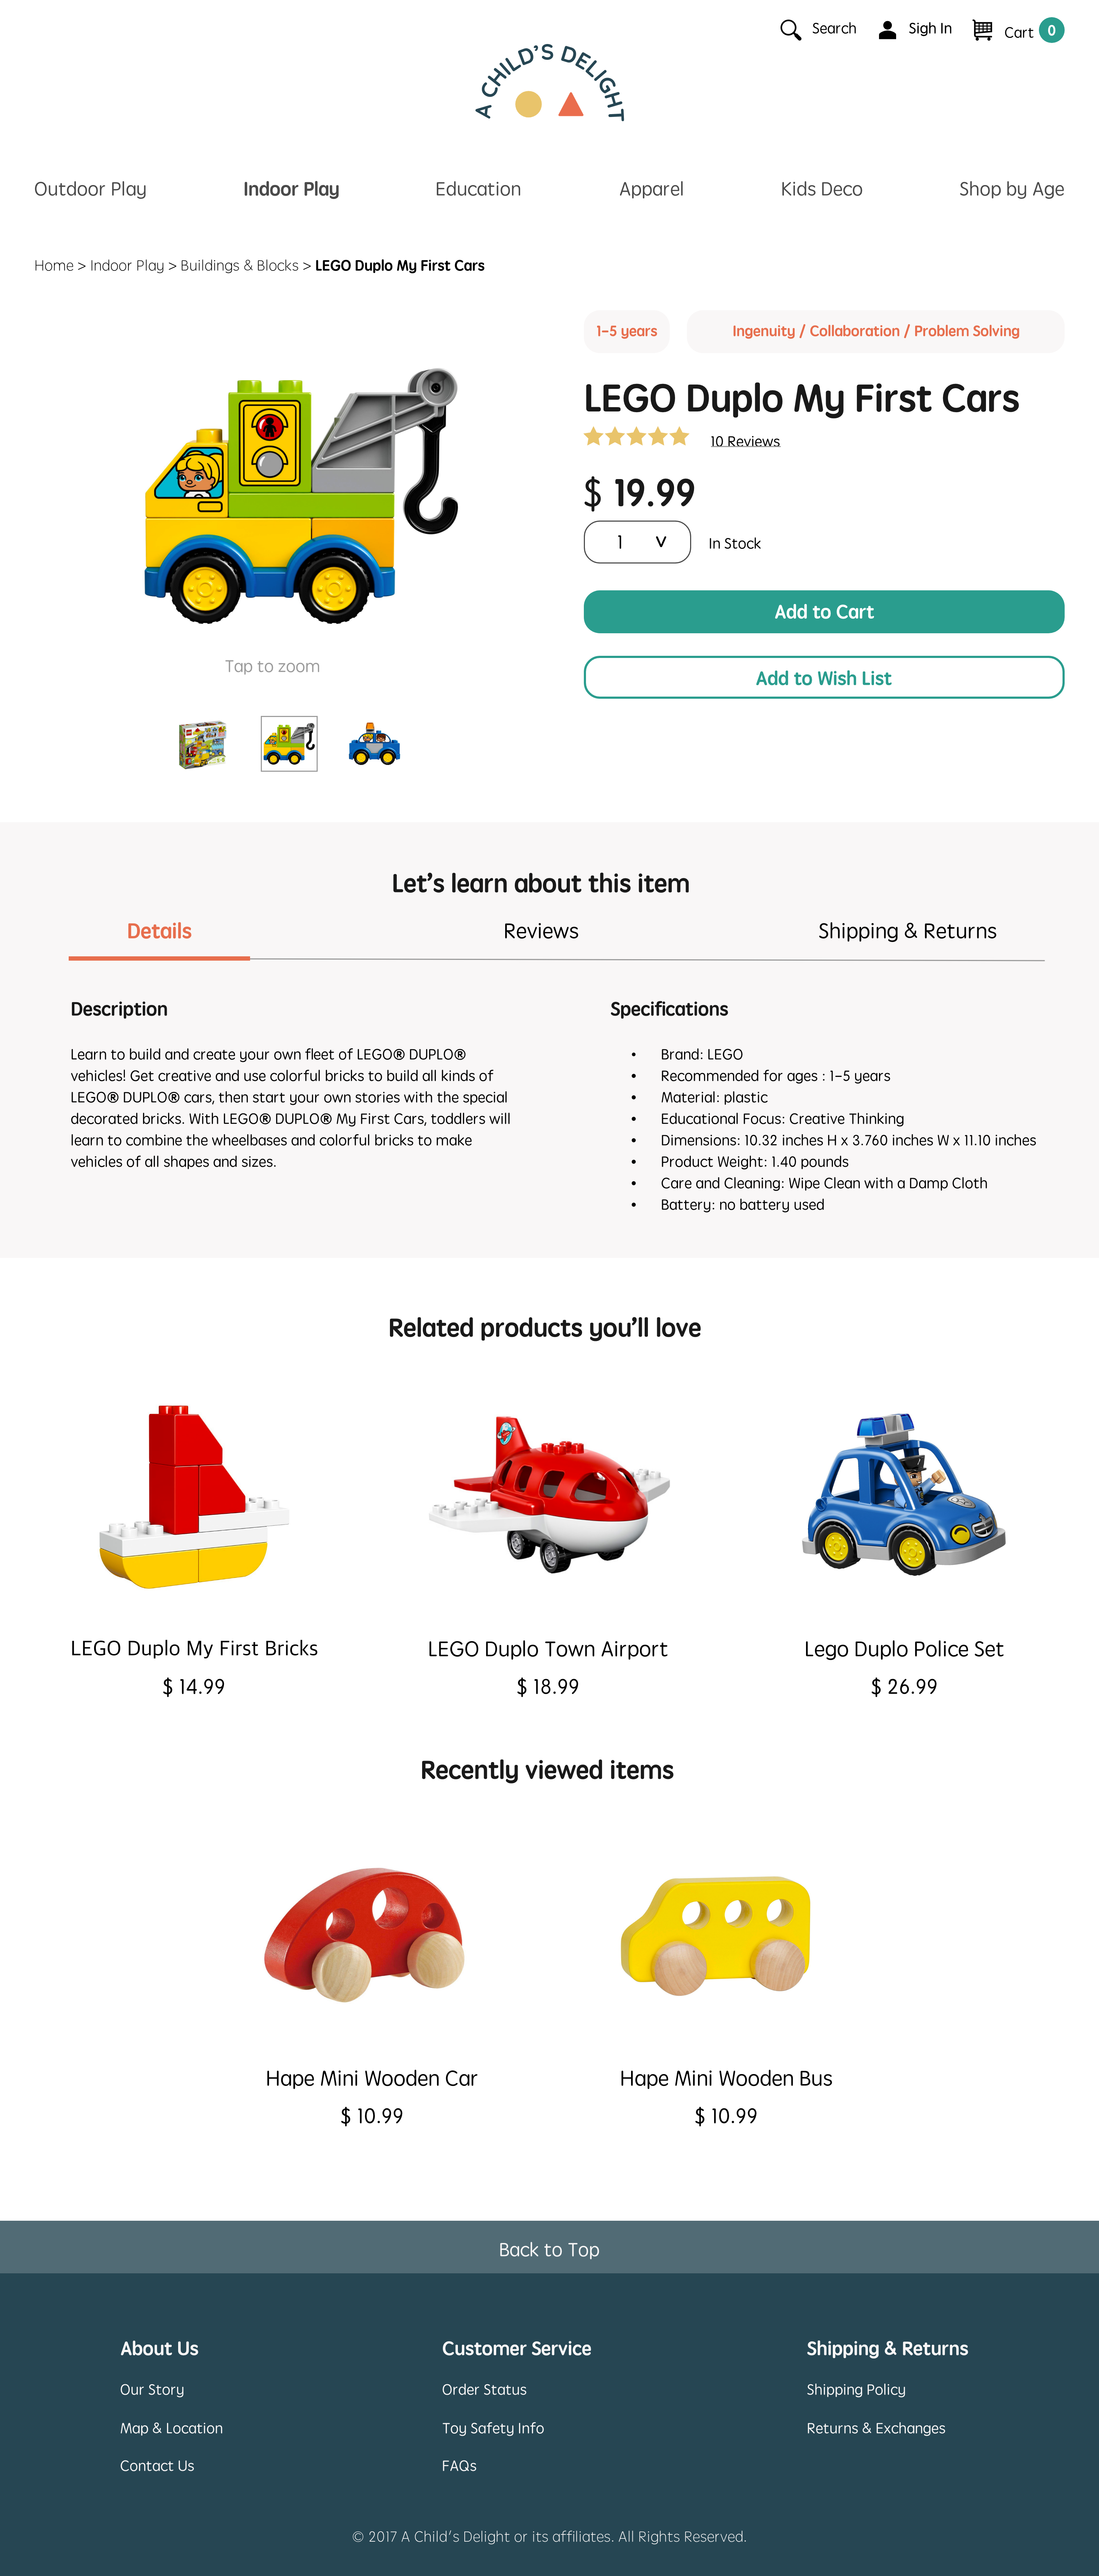 Search
Sigh In
Cart 0
A CHILD'S DELIGHT
Outdoor Play
Indoor Play
Education
Apparel
Kids Deco
Shop by Age
Home > Indoor Play > Buildings & Blocks > LEGO Duplo My First Cars
1-5 years
Ingenuity / Collaboration / Problem Solving
LEGO Duplo My First Cars
10 Reviews
$ 19.99
1 V
In Stock
Add to Cart
Add to Wish List
Tap to zoom
Let's learn about this item
Details
Reviews
Shipping & Returns
Description
Learn to build and create your own fleet of LEGO® DUPLO®
vehicles! Get creative and use colorful bricks to build all kinds of
LEGO® DUPLO® cars, then start your own stories with the special
decorated bricks. With LEGO® DUPLO® My First Cars, toddlers will
learn to combine the wheelbases and colorful bricks to make
vehicles of all shapes and sizes.
Specifications
• Brand: LEGO
• Recommended for ages : 1-5 years
• Material: plastic
• Educational Focus: Creative Thinking
• Dimensions: 10.32 inches H x 3.760 inches W x 11.10 inches
• Product Weight: 1.40 pounds
• Care and Cleaning: Wipe Clean with a Damp Cloth
• Battery: no battery used
Related products you'll love
LEGO Duplo My First Bricks
$ 14.99
LEGO Duplo Town Airport
$ 18.99
Lego Duplo Police Set
$ 26.99
Recently viewed items
Hape Mini Wooden Car
$ 10.99
Hape Mini Wooden Bus
$ 10.99
Back to Top
About Us
Our Story
Map & Location
Contact Us
Customer Service
Order Status
Toy Safety Info
FAQs
Shipping & Returns
Shipping Policy
Returns & Exchanges
© 2017 A Child's Delight or its affiliates. All Rights Reserved.